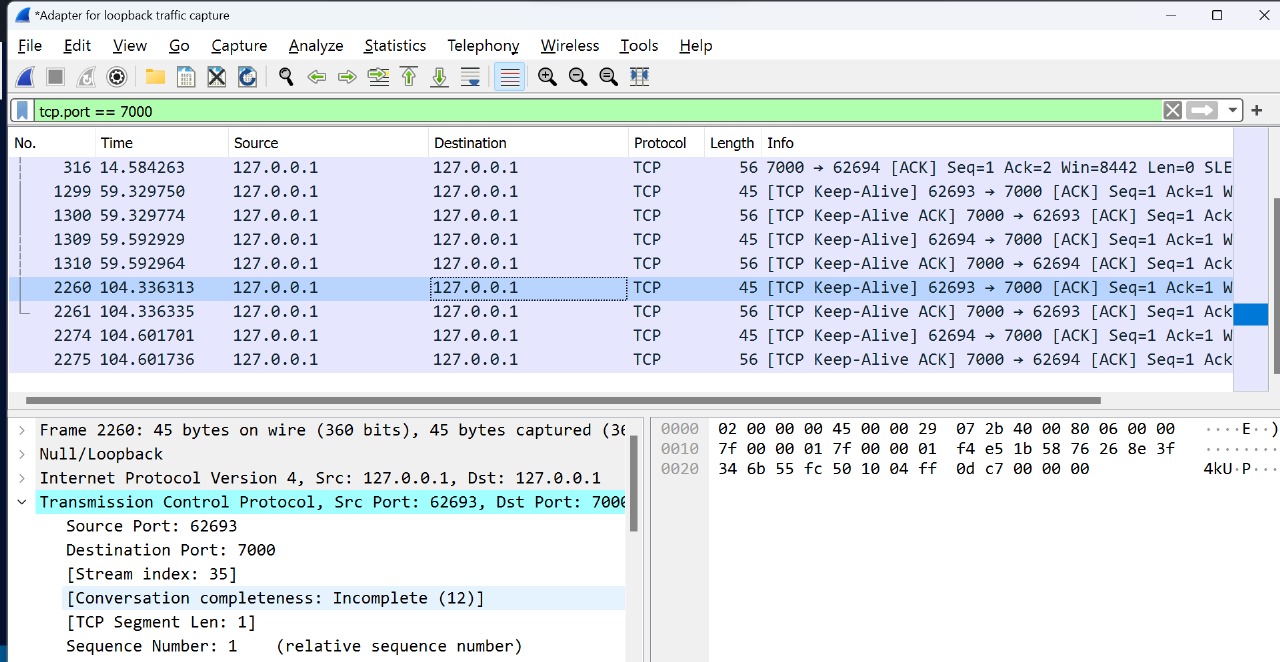 *Adapter for loopback traffic capture
File Edit View Go Capture Analyze Statistics Telephony Wireless Tools Help
tcp.port == 7000
No. Time Source Destination Protocol Length Info
316 14.584263 127.0.0.1 127.0.0.1 TCP 56 7000 → 62694 [ACK] Seq=1 Ack=2 Win=8442 Len=0 SLE
1299 59.329750 127.0.0.1 127.0.0.1 TCP 45 [TCP Keep-Alive] 62693 → 7000 [ACK] Seq=1 Ack=1 W
1300 59.329774 127.0.0.1 127.0.0.1 TCP 56 [TCP Keep-Alive ACK] 7000 → 62693 [ACK] Seq=1 Ack
1309 59.592929 127.0.0.1 127.0.0.1 TCP 45 [TCP Keep-Alive] 62694 → 7000 [ACK] Seq=1 Ack=1 W
1310 59.592964 127.0.0.1 127.0.0.1 TCP 56 [TCP Keep-Alive ACK] 7000 → 62694 [ACK] Seq=1 Ack
2260 104.336313 127.0.0.1 127.0.0.1 TCP 45 [TCP Keep-Alive] 62693 → 7000 [ACK] Seq=1 Ack=1 W
2261 104.336335 127.0.0.1 127.0.0.1 TCP 56 [TCP Keep-Alive ACK] 7000 → 62693 [ACK] Seq=1 Ack
2274 104.601701 127.0.0.1 127.0.0.1 TCP 45 [TCP Keep-Alive] 62694 → 7000 [ACK] Seq=1 Ack=1 W
2275 104.601736 127.0.0.1 127.0.0.1 TCP 56 [TCP Keep-Alive ACK] 7000 → 62694 [ACK] Seq=1 Ack
Frame 2260: 45 bytes on wire (360 bits), 45 bytes captured (36
Null/Loopback
Internet Protocol Version 4, Src: 127.0.0.1, Dst: 127.0.0.1
Transmission Control Protocol, Src Port: 62693, Dst Port: 7000
Source Port: 62693
Destination Port: 7000
[Stream index: 35]
[Conversation completeness: Incomplete (12)]
[TCP Segment Len: 1]
Sequence Number: 1 (relative sequence number)
0000 02 00 00 00 45 00 00 29 07 2b 40 00 80 06 00 00 ····E··)
0010 7f 00 00 01 7f 00 00 01 f4 e5 1b 58 76 26 8e 3f ········
0020 34 6b 55 fc 50 10 04 ff 0d c7 00 00 00 4kU·P···